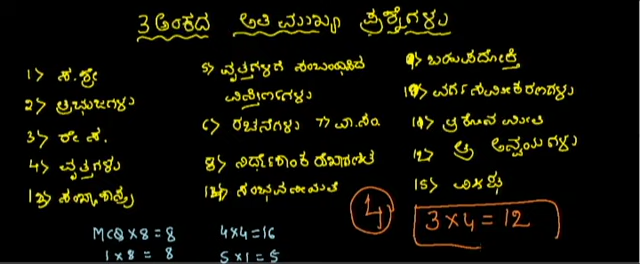 3 ಅಂಕದ ಅತಿ ಮುಖ್ಯ ಪ್ರಶ್ನೆಗಳು
1> ಸ.ಶ್ರೇ
2> ತ್ರಿಭುಜಗಳು
3> ರೇ.ಸ.
4> ವೃತ್ತಗಳು
13> ಸಂಖ್ಯಾಶಾಸ್ತ್ರ
5> ವೃತ್ತಗಳಿಗೆ ಸಂಬಂಧಿಸಿದ
ವಿಸ್ತೀರ್ಣಗಳು
6> ರಚನೆಗಳು 7> ವಾ.ಸಂ
8> ನಿರ್ದೇಶಾಂಕ ರೇಖಾಗಣಿತ
14> ಸಂಭವನೀಯತೆ
9> ಬಹುಪದೋಕ್ತಿ
10> ವರ್ಗ ಸಮೀಕರಣಗಳು
11> ತ್ರಿಕೋನ ಮಿತಿ
12> ತ್ರಿ ಅನ್ವಯಗಳು
15>
4
3×4=12
MCQ×8=8
1×8=8
4×4=16
5×1=5